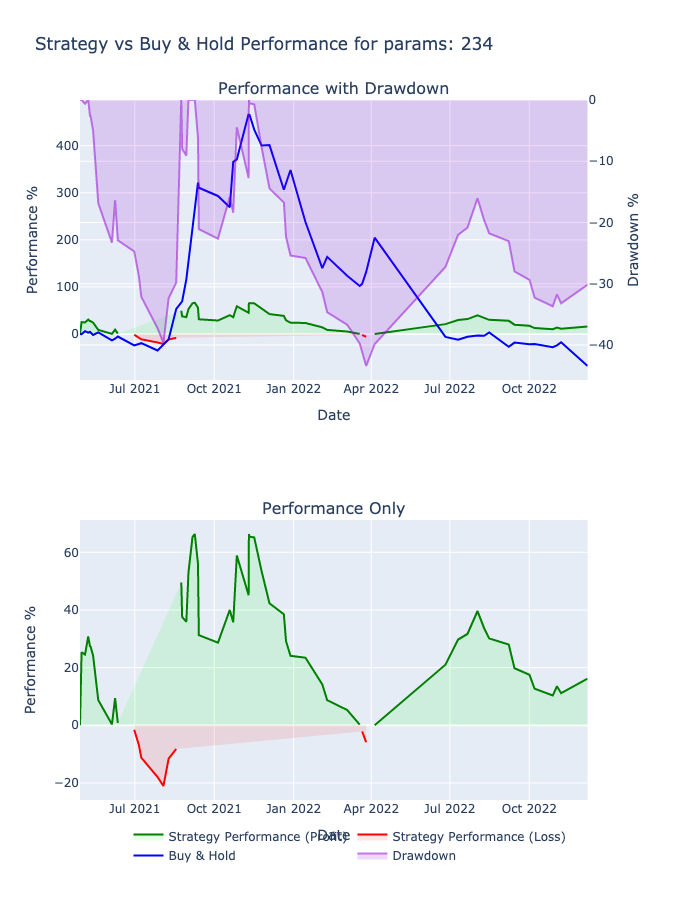 Strategy vs Buy & Hold Performance for params: 234
Performance with Drawdown
400
300
200
100
0
Performance %
0
−10
−20
−30
−40
Drawdown %
Jul 2021 Oct 2021 Jan 2022 Apr 2022 Jul 2022 Oct 2022
Date
Performance Only
60
40
20
0
−20
Performance %
Jul 2021 Oct 2021 Jan 2022 Apr 2022 Jul 2022 Oct 2022
Date
Strategy Performance (Profit) Strategy Performance (Loss)
Buy & Hold Drawdown